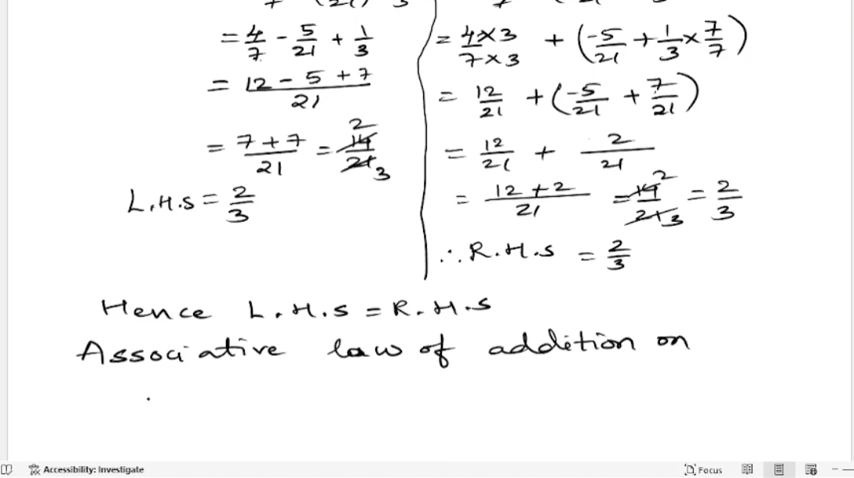 = 4/7 - 5/21 + 1/3
= 12 - 5 + 7 / 21
= 7 + 7 / 21 = 14/21 2 3
L.H.S = 2/3
= 4×3 / 7×3 + (-5/21 + 1/3 × 7/7)
= 12/21 + (-5/21 + 7/21)
= 12/21 + 2/21
= 12 + 2 / 21 = 14/21 2 3 = 2/3
∴ R.H.S = 2/3
Hence L.H.S = R.H.S
Associative law of addition on
Accessibility: Investigate
Focus